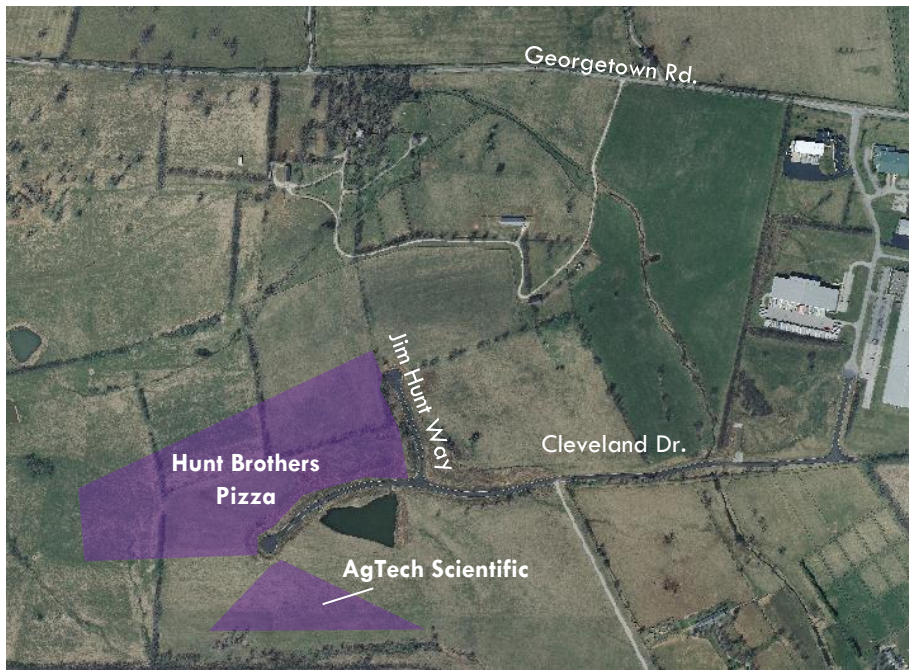 Georgetown Rd.
Jim Hunt Way
Cleveland Dr.
Hunt Brothers
Pizza
AgTech Scientific